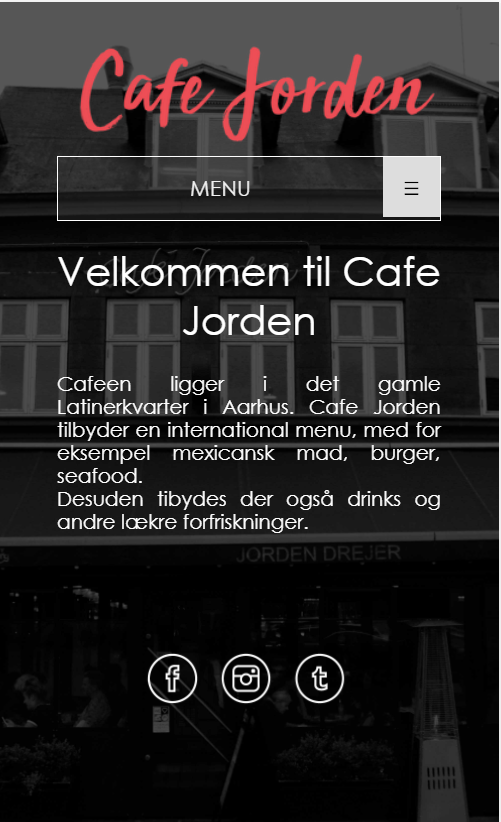 Cafe Jorden
MENU ☰
Velkommen til Cafe
Jorden
Cafeen ligger i det gamle
Latinerkvarter i Aarhus. Cafe Jorden
tilbyder en international menu, med for
eksempel mexicansk mad, burger,
seafood.
Desuden tibydes der også drinks og
andre lækre forfriskninger.
JORDEN DREJER
f t